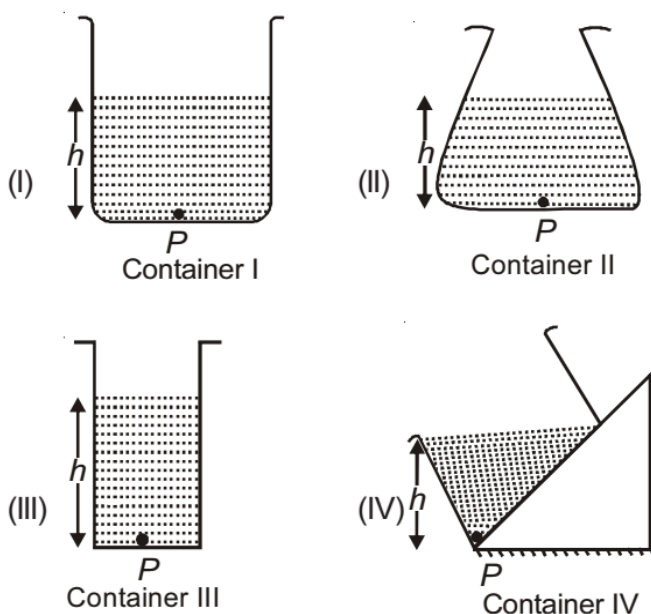 h
(I)
P
Container I
h
(II)
P
Container II
h
(III)
P
Container III
h
(IV)
P
Container IV